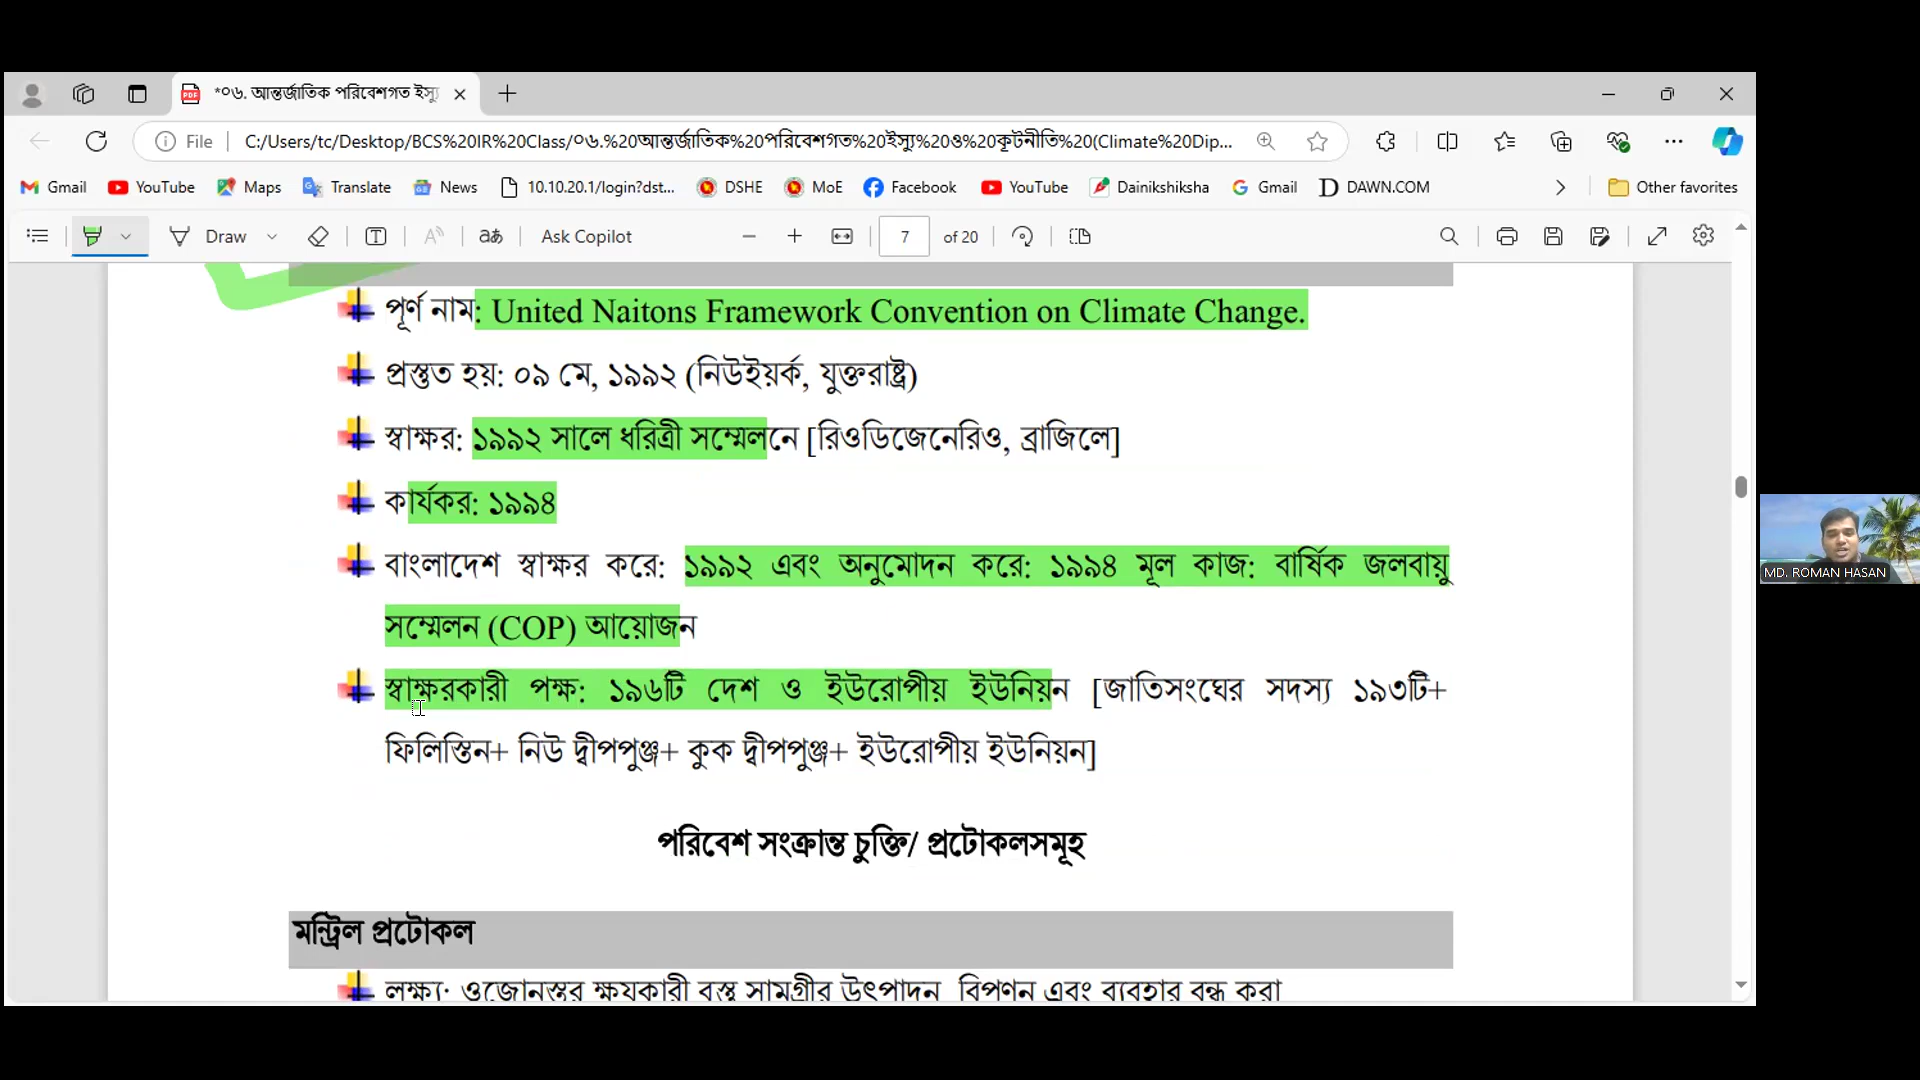 *০৬. আন্তর্জাতিক পরিবেশগত ইস্যু
File | C:/Users/tc/Desktop/BCS%20IR%20Class/০৬.%20আন্তর্জাতিক%20পরিবেশগত%20ইস্যু%20ও%20কূটনীতি%20(Climate%20Dip...
Gmail YouTube Maps Translate News 10.10.20.1/login?dst... DSHE MoE Facebook YouTube Dainikshiksha Gmail DAWN.COM Other favorites
Draw Ask Copilot 7 of 20
পূর্ণ নাম: United Naitons Framework Convention on Climate Change.
প্রস্তুত হয়: ০৯ মে, ১৯৯২ (নিউইয়র্ক, যুক্তরাষ্ট্র)
স্বাক্ষর: ১৯৯২ সালে ধরিত্রী সম্মেলনে [রিওডিজেনেরিও, ব্রাজিলে]
কার্যকর: ১৯৯৪
বাংলাদেশ স্বাক্ষর করে: ১৯৯২ এবং অনুমোদন করে: ১৯৯৪ মূল কাজ: বার্ষিক জলবায়ু
সম্মেলন (COP) আয়োজন
স্বাক্ষরকারী পক্ষ: ১৯৬টি দেশ ও ইউরোপীয় ইউনিয়ন [জাতিসংঘের সদস্য ১৯৩টি+
ফিলিস্তিন+ নিউ দ্বীপপুঞ্জ+ কুক দ্বীপপুঞ্জ+ ইউরোপীয় ইউনিয়ন]
পরিবেশ সংক্রান্ত চুক্তি/ প্রটোকলসমূহ
মন্ট্রিল প্রটোকল
লক্ষ্য: ওজোনস্তর ক্ষয়কারী বস্তু সামগ্রীর উৎপাদন, বিপণন এবং ব্যবহার বন্ধ করা
MD. ROMAN HASAN